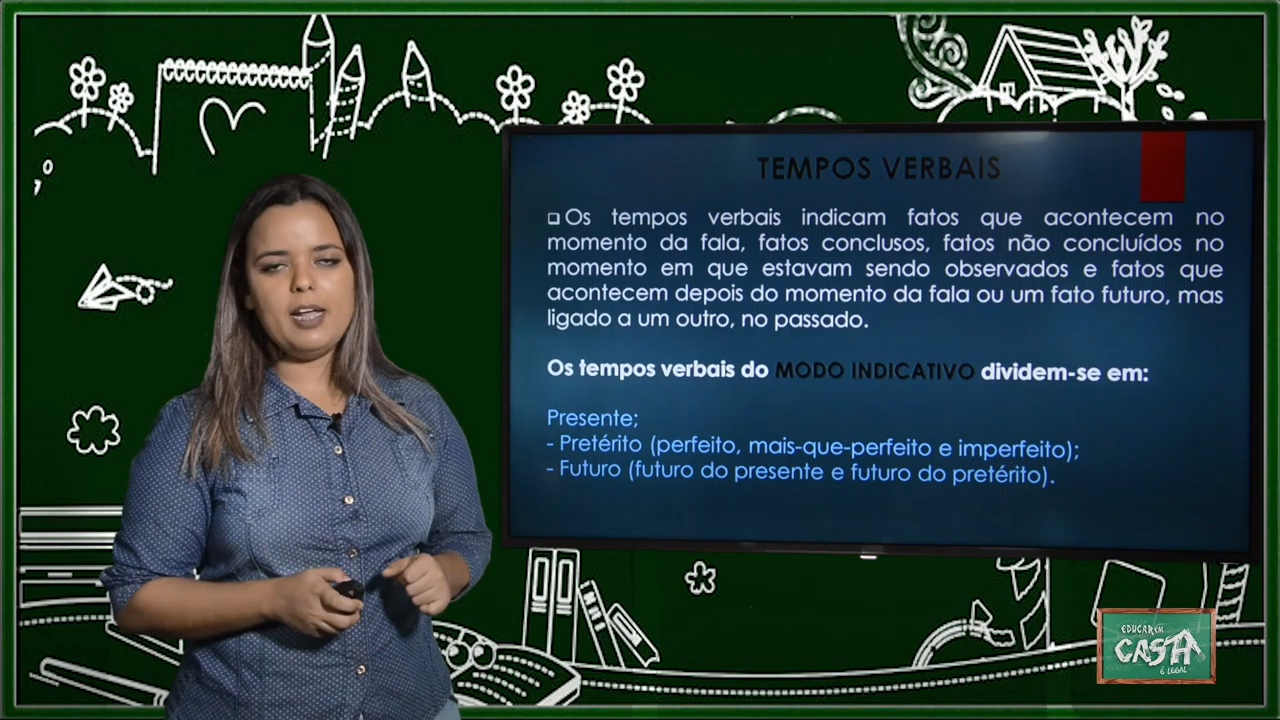 TEMPOS VERBAIS
❑ Os tempos verbais indicam fatos que acontecem no
momento da fala, fatos conclusos, fatos não concluídos no
momento em que estavam sendo observados e fatos que
acontecem depois do momento da fala ou um fato futuro, mas
ligado a um outro, no passado.
Os tempos verbais do MODO INDICATIVO dividem-se em:
Presente;
- Pretérito (perfeito, mais-que-perfeito e imperfeito);
- Futuro (futuro do presente e futuro do pretérito).
EDUCAR EM
CASA
É LEGAL